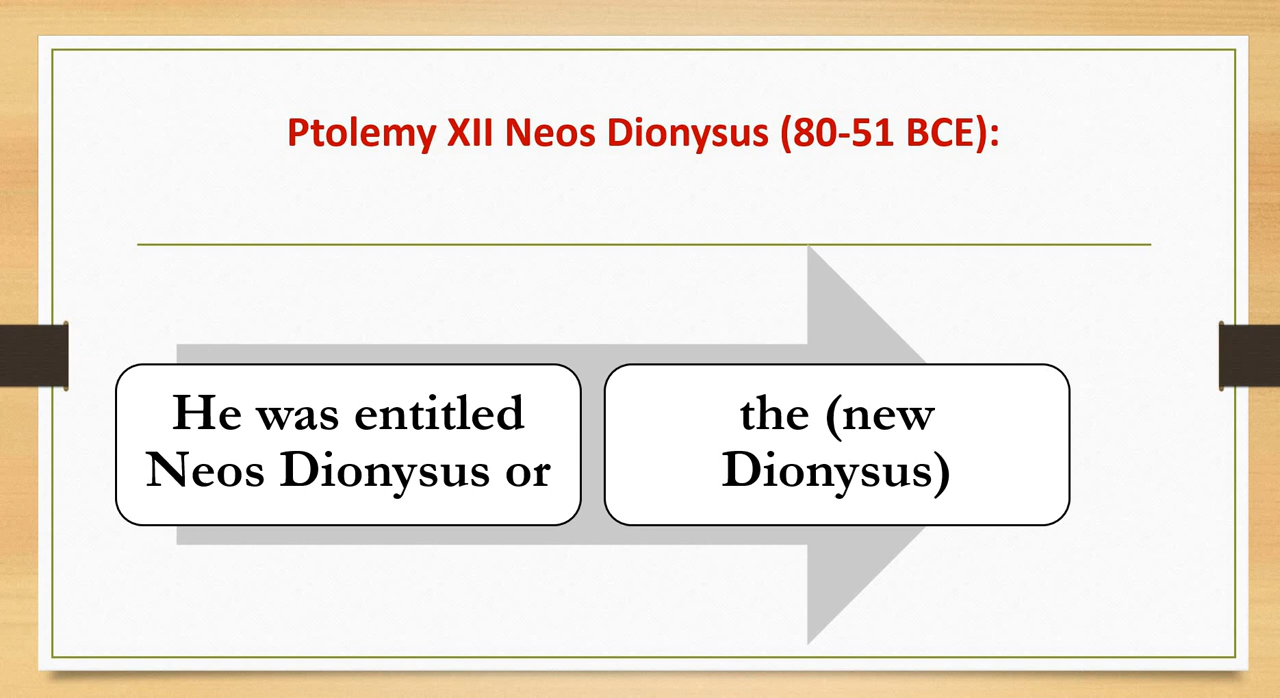 Ptolemy XII Neos Dionysus (80-51 BCE):
He was entitled
Neos Dionysus or
the (new
Dionysus)